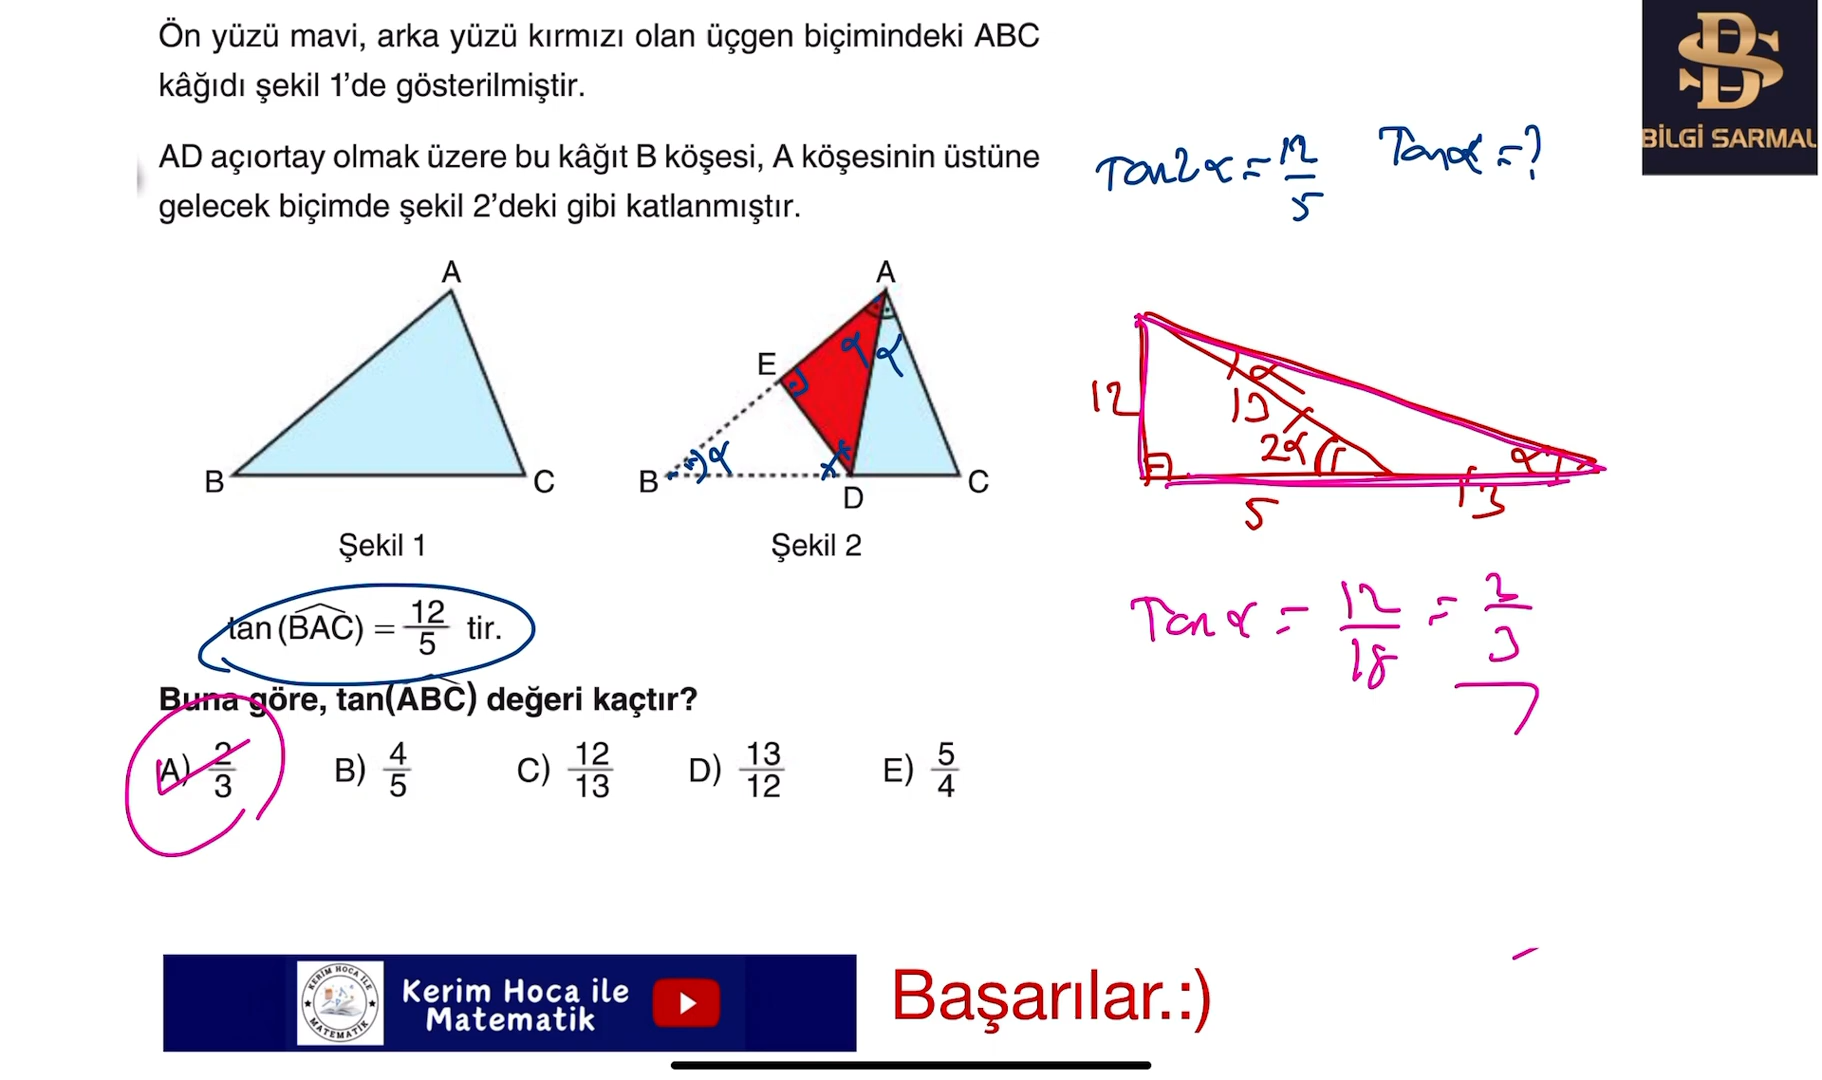 Ön yüzü mavi, arka yüzü kırmızı olan üçgen biçimindeki ABC
kâğıdı şekil 1’de gösterilmiştir.
AD açıortay olmak üzere bu kâğıt B köşesi, A köşesinin üstüne
gelecek biçimde şekil 2’deki gibi katlanmıştır.
BİLGİ SARMAL
Tan2α = 12/5 Tanα = ?
A
B
C
Şekil 1
A
E
α α
B α
D
C
Şekil 2
12
α
13
2α
α
5
13
tan(BAC) = 12/5 tir.
Tanα = 12/18 = 2/3
Buna göre, tan(ABC) değeri kaçtır?
A) 2/3 B) 4/5 C) 12/13 D) 13/12 E) 5/4
KERİM HOCA İLE
MATEMATİK
Kerim Hoca ile
Matematik
Başarılar.:)